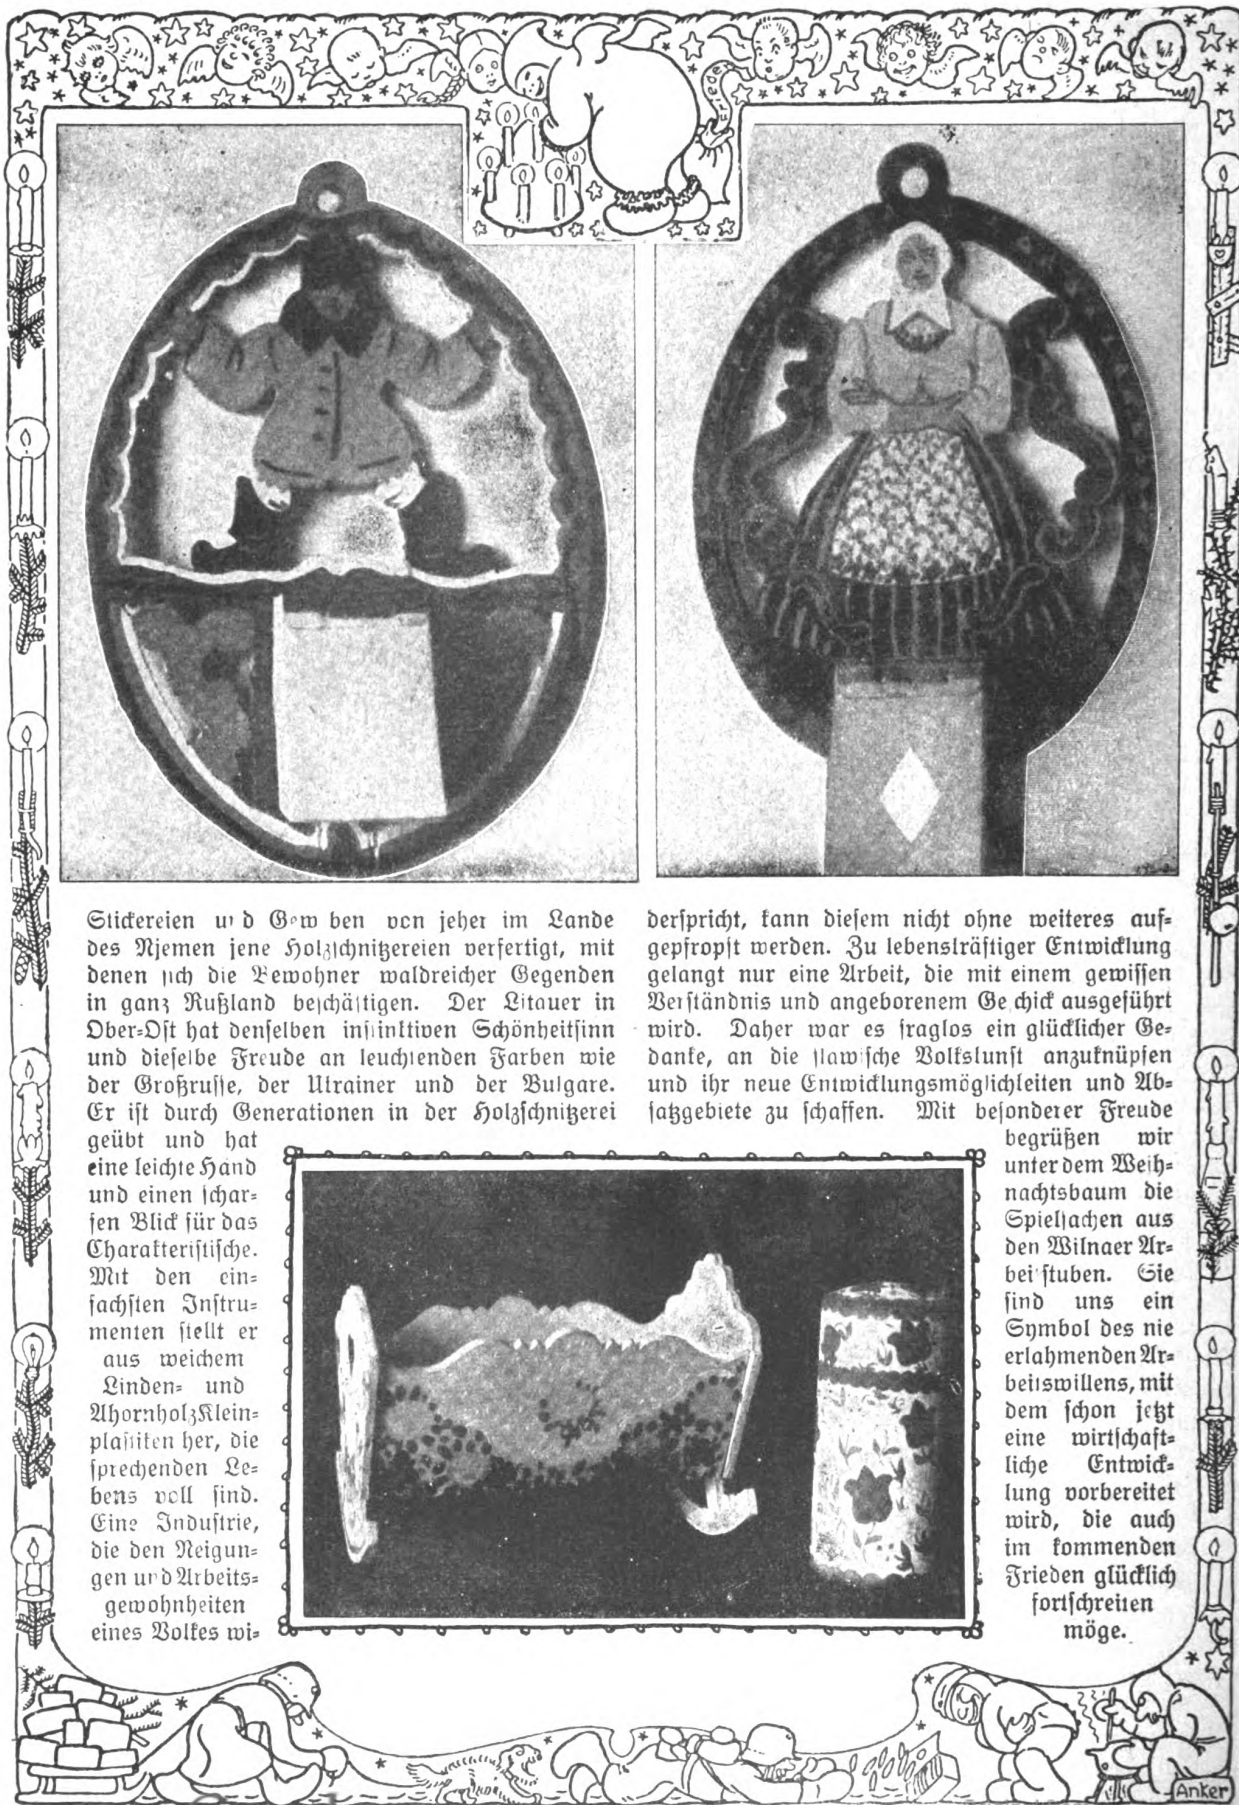 Friede
Stickereien und Geweben von jeher im Lande
des Njemen jene Holzschnitzereien verfertigt, mit
denen sich die Bewohner waldreicher Gegenden
in ganz Rußland beschäftigen. Der Litauer in
Ober-Ost hat denselben instinktiven Schönheitsinn
und dieselbe Freude an leuchtenden Farben wie
der Großrusse, der Ukrainer und der Bulgare.
Er ist durch Generationen in der Holzschnitzerei
geübt und hat
eine leichte Hand
und einen schar-
fen Blick für das
Charakteristische.
Mit den ein-
fachsten Instru-
menten stellt er
aus weichem
Linden- und
Ahornholz Klein-
plastiken her, die
sprechenden Le-
bens voll sind.
Eine Industrie,
die den Neigun-
gen und Arbeits-
gewohnheiten
eines Volkes wi-
derspricht, kann diesem nicht ohne weiteres auf-
gepfropft werden. Zu lebenskräftiger Entwicklung
gelangt nur eine Arbeit, die mit einem gewissen
Verständnis und angeborenem Geschick ausgeführt
wird. Daher war es fraglos ein glücklicher Ge-
danke, an die slawische Volkskunst anzuknüpfen
und ihr neue Entwicklungsmöglichkeiten und Ab-
satzgebiete zu schaffen. Mit besonderer Freude
begrüßen wir
unter dem Weih-
nachtsbaum die
Spielsachen aus
den Wilnaer Ar-
beitsstuben. Sie
sind uns ein
Symbol des nie
erlahmenden Ar-
beitswillens, mit
dem schon jetzt
eine wirtschaft-
liche Entwick-
lung vorbereitet
wird, die auch
im kommenden
Frieden glücklich
fortschreiten
möge.
Anker